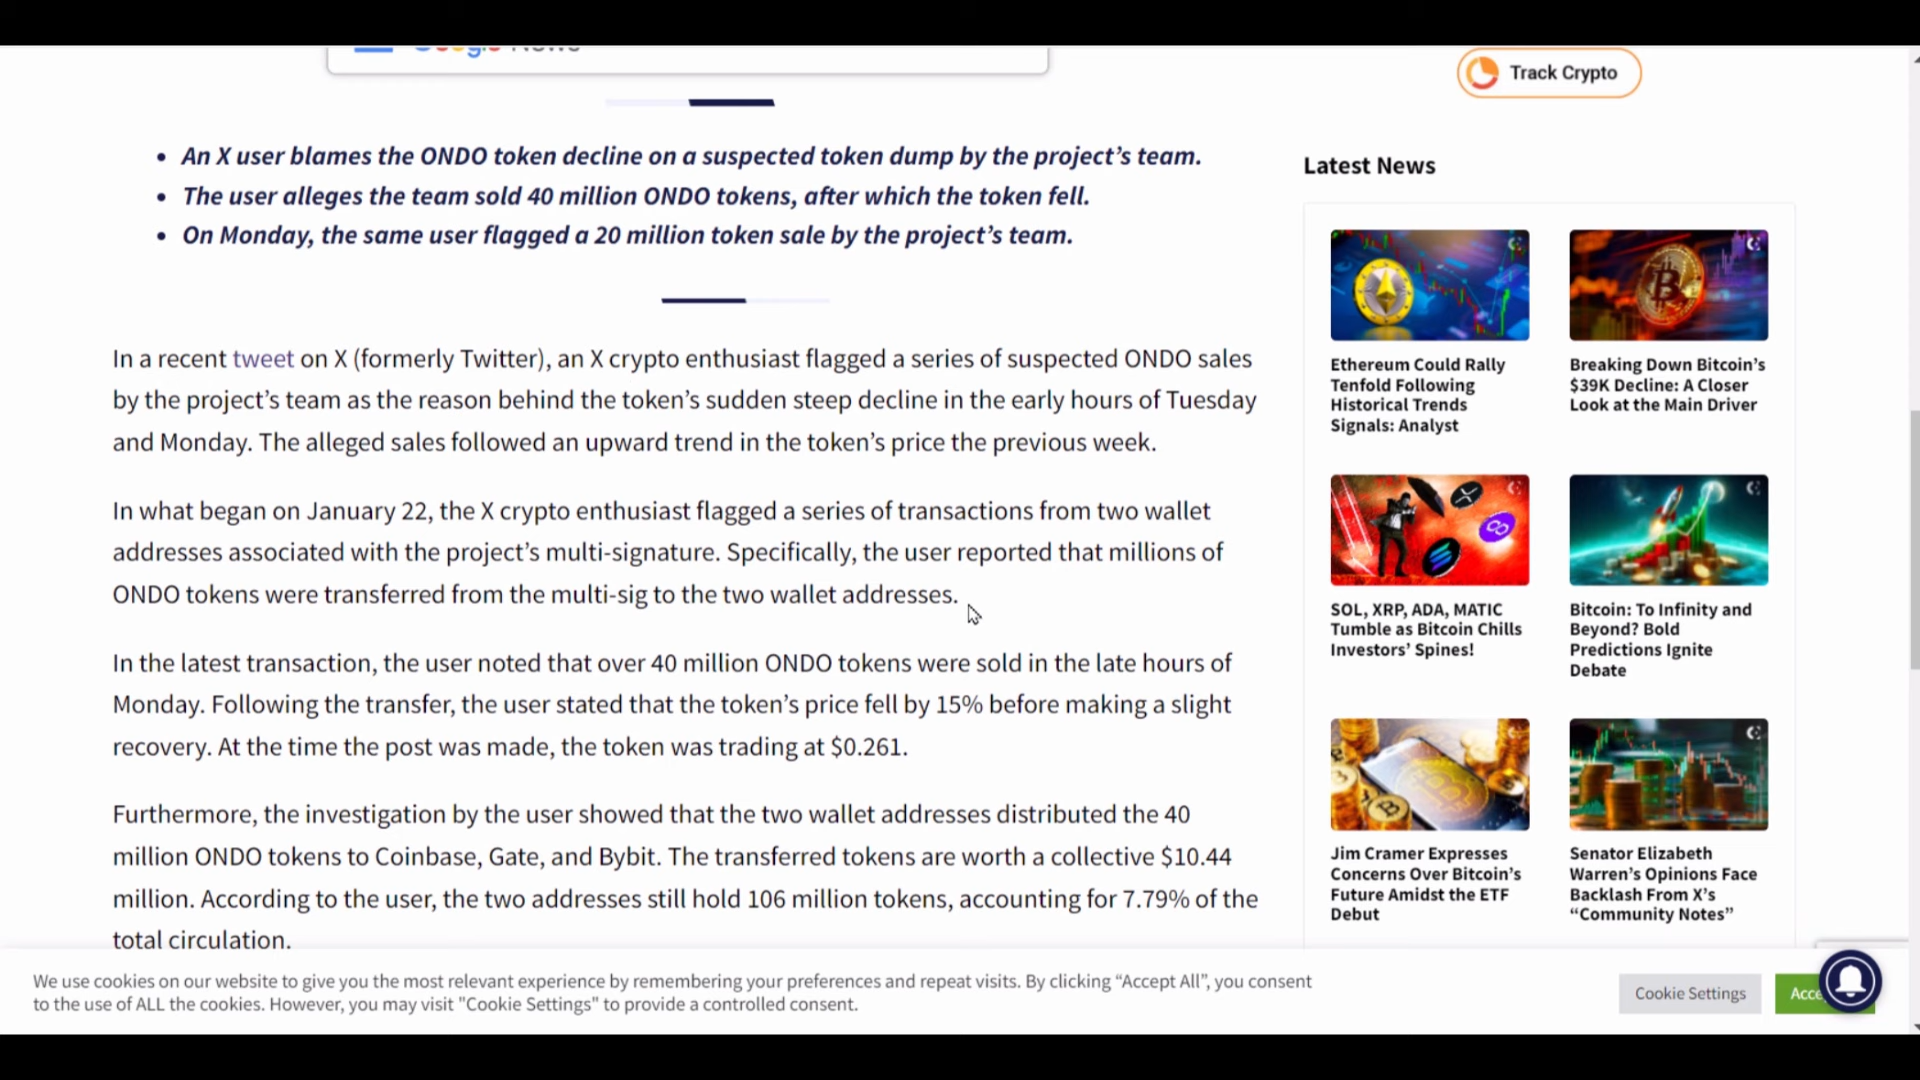 Google News
Track Crypto
An X user blames the ONDO token decline on a suspected token dump by the project’s team.
The user alleges the team sold 40 million ONDO tokens, after which the token fell.
On Monday, the same user flagged a 20 million token sale by the project’s team.
In a recent tweet on X (formerly Twitter), an X crypto enthusiast flagged a series of suspected ONDO sales
by the project’s team as the reason behind the token’s sudden steep decline in the early hours of Tuesday
and Monday. The alleged sales followed an upward trend in the token’s price the previous week.
In what began on January 22, the X crypto enthusiast flagged a series of transactions from two wallet
addresses associated with the project’s multi-signature. Specifically, the user reported that millions of
ONDO tokens were transferred from the multi-sig to the two wallet addresses.
In the latest transaction, the user noted that over 40 million ONDO tokens were sold in the late hours of
Monday. Following the transfer, the user stated that the token’s price fell by 15% before making a slight
recovery. At the time the post was made, the token was trading at $0.261.
Furthermore, the investigation by the user showed that the two wallet addresses distributed the 40
million ONDO tokens to Coinbase, Gate, and Bybit. The transferred tokens are worth a collective $10.44
million. According to the user, the two addresses still hold 106 million tokens, accounting for 7.79% of the
total circulation.
Latest News
Ethereum Could Rally
Tenfold Following
Historical Trends
Signals: Analyst
Breaking Down Bitcoin’s
$39K Decline: A Closer
Look at the Main Driver
SOL, XRP, ADA, MATIC
Tumble as Bitcoin Chills
Investors’ Spines!
Bitcoin: To Infinity and
Beyond? Bold
Predictions Ignite
Debate
Jim Cramer Expresses
Concerns Over Bitcoin’s
Future Amidst the ETF
Debut
Senator Elizabeth
Warren’s Opinions Face
Backlash From X’s
“Community Notes”
We use cookies on our website to give you the most relevant experience by remembering your preferences and repeat visits. By clicking “Accept All”, you consent
to the use of ALL the cookies. However, you may visit "Cookie Settings" to provide a controlled consent.
Cookie Settings